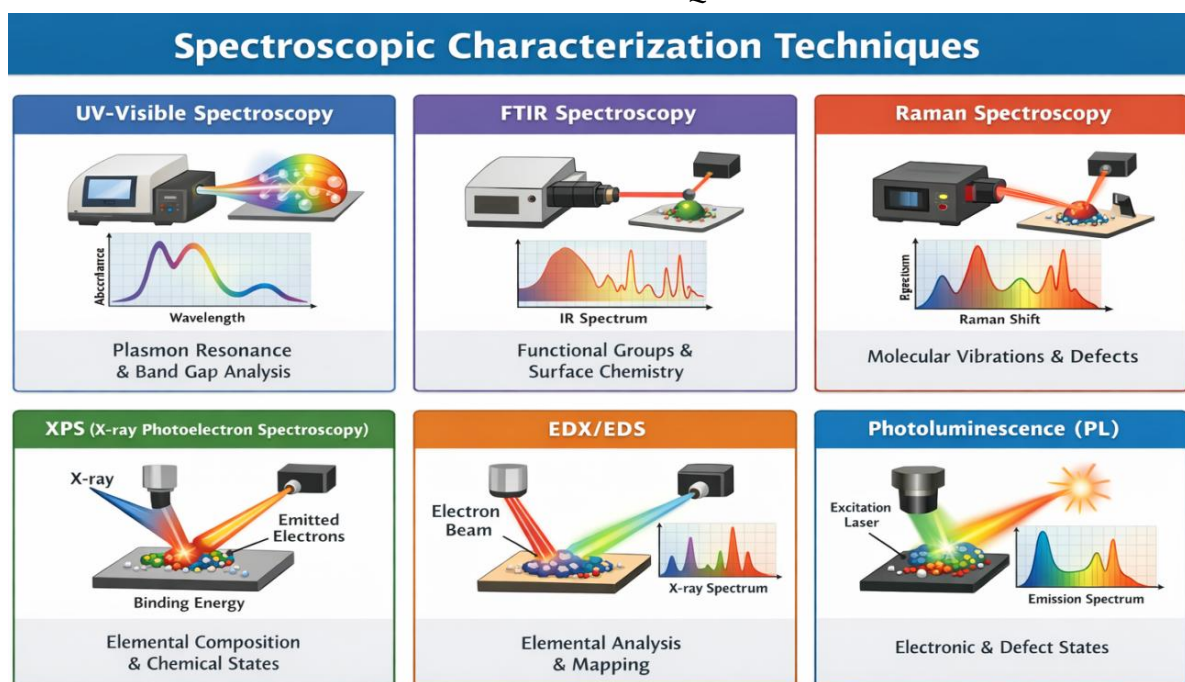 Spectroscopic Characterization Techniques
UV-Visible Spectroscopy
Wavelength
Plasmon Resonance
& Band Gap Analysis
FTIR Spectroscopy
IR Spectrum
Functional Groups &
Surface Chemistry
Raman Spectroscopy
Raman Shift
Molecular Vibrations & Defects
XPS (X-ray Photoelectron Spectroscopy)
X-ray
Emitted
Electrons
Binding Energy
Elemental Composition
& Chemical States
EDX/EDS
Electron
Beam
X-ray Spectrum
Elemental Analysis
& Mapping
Photoluminescence (PL)
Excitation
Laser
Emission Spectrum
Electronic & Defect States